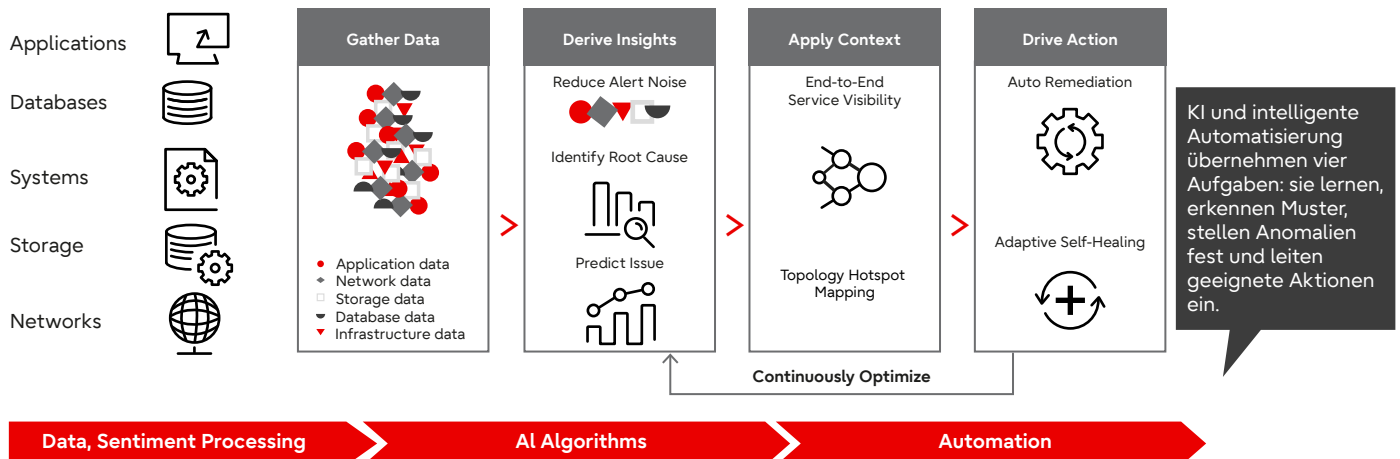 Applications
Databases
Systems
Storage
Networks
Gather Data
Application data
Network data
Storage data
Database data
Infrastructure data
Derive Insights
Reduce Alert Noise
Identify Root Cause
Predict Issue
Apply Context
End-to-End
Service Visibility
Topology Hotspot
Mapping
Drive Action
Auto Remediation
Adaptive Self-Healing
Continuously Optimize
KI und intelligente
Automatisierung
übernehmen vier
Aufgaben: sie lernen,
erkennen Muster,
stellen Anomalien
fest und leiten
geeignete Aktionen
ein.
Data, Sentiment Processing
AI Algorithms
Automation